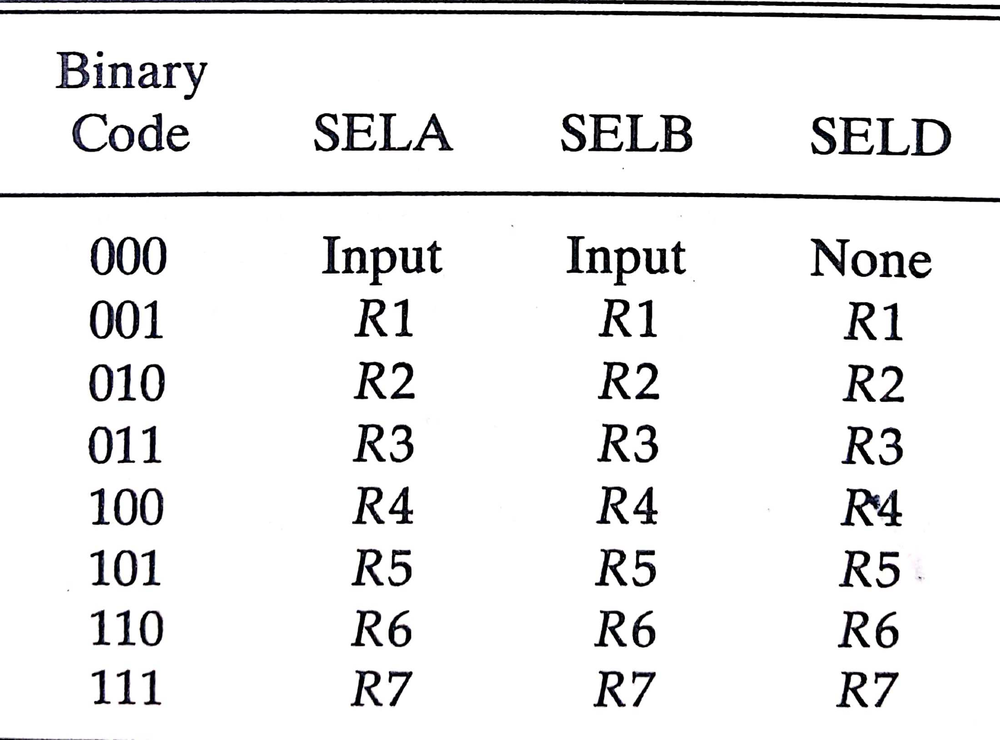 Binary
Code SELA SELB SELD
000 Input Input None
001 R1 R1 R1
010 R2 R2 R2
011 R3 R3 R3
100 R4 R4 R4
101 R5 R5 R5
110 R6 R6 R6
111 R7 R7 R7